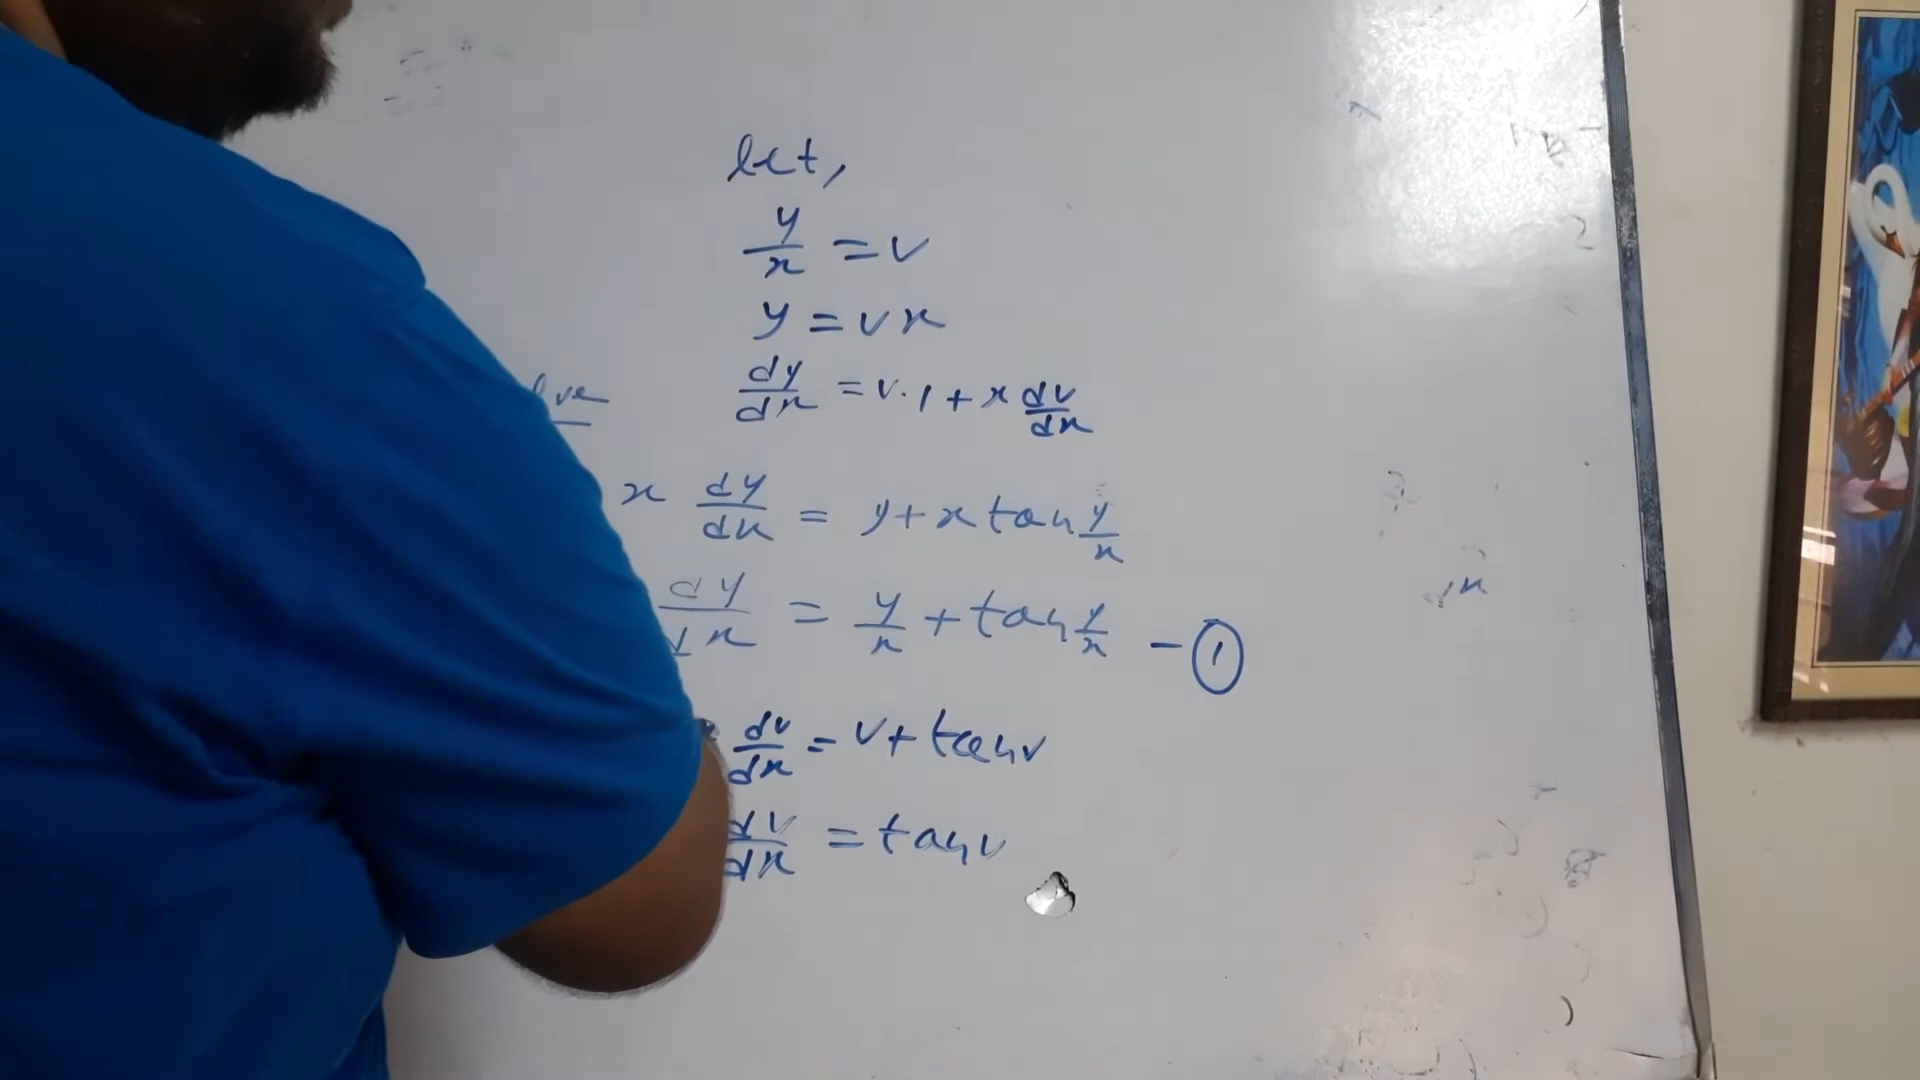 let,
y/x = v
y = vx
dy/dx = v.1 + x dv/dx
x dy/dx = y + x tan y/x
dy/dx = y/x + tan y/x - ①
dv/dx = v + tan v
dv/dx = tan v